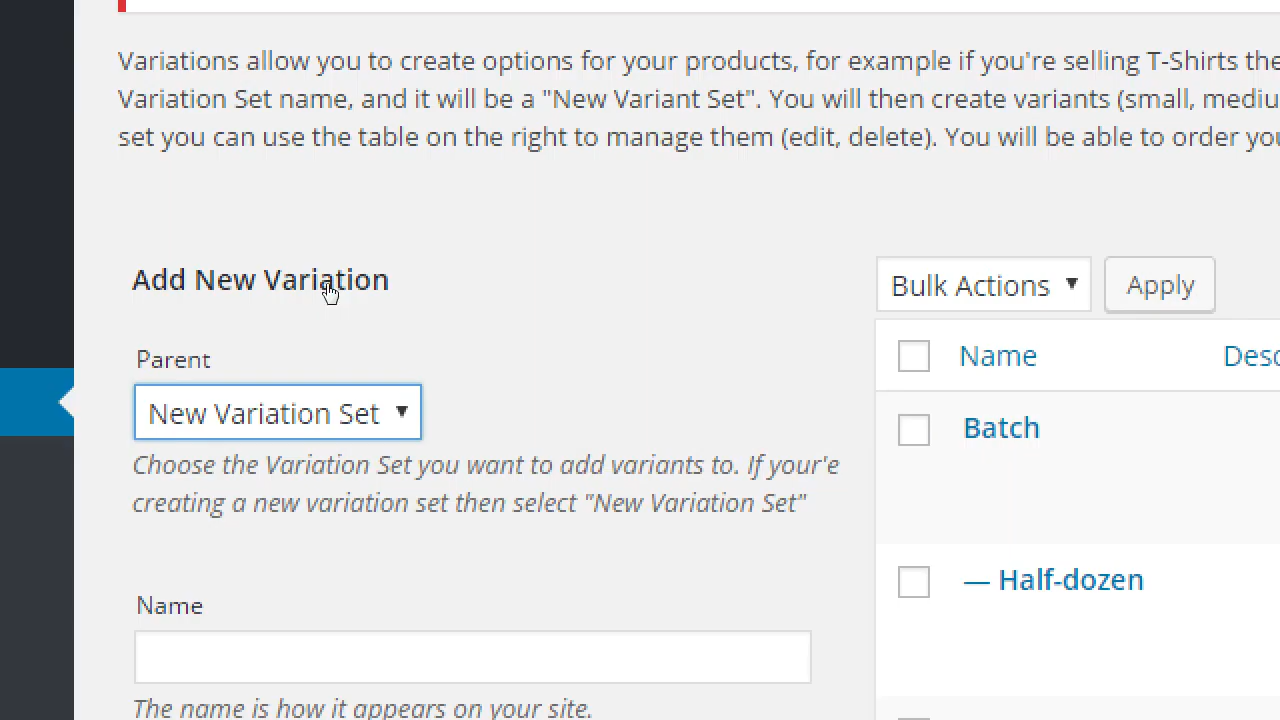 Variations allow you to create options for your products, for example if you're selling T-Shirts the
Variation Set name, and it will be a "New Variant Set". You will then create variants (small, mediu
set you can use the table on the right to manage them (edit, delete). You will be able to order you
Add New Variation
Bulk Actions Apply
Parent
Name Desc
New Variation Set
Batch
Choose the Variation Set you want to add variants to. If your'e
creating a new variation set then select "New Variation Set"
— Half-dozen
Name
The name is how it appears on your site.